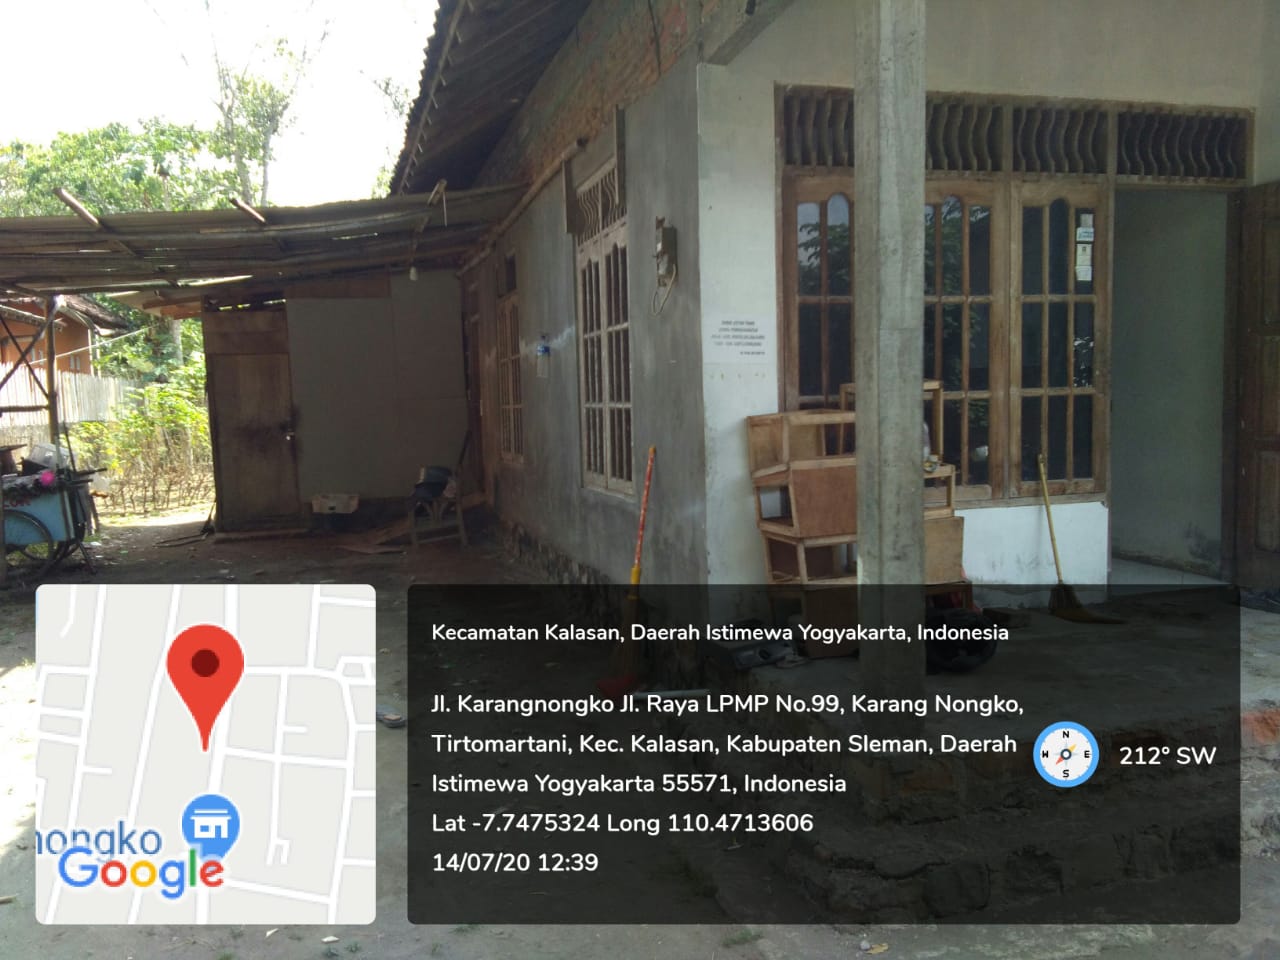 Kecamatan Kalasan, Daerah Istimewa Yogyakarta, Indonesia
Jl. Karangnongko Jl. Raya LPMP No.99, Karang Nongko,
Tirtomartani, Kec. Kalasan, Kabupaten Sleman, Daerah
Istimewa Yogyakarta 55571, Indonesia
Lat -7.7475324 Long 110.4713606
14/07/20 12:39
N
W
E
S
212° SW
nongko
Google